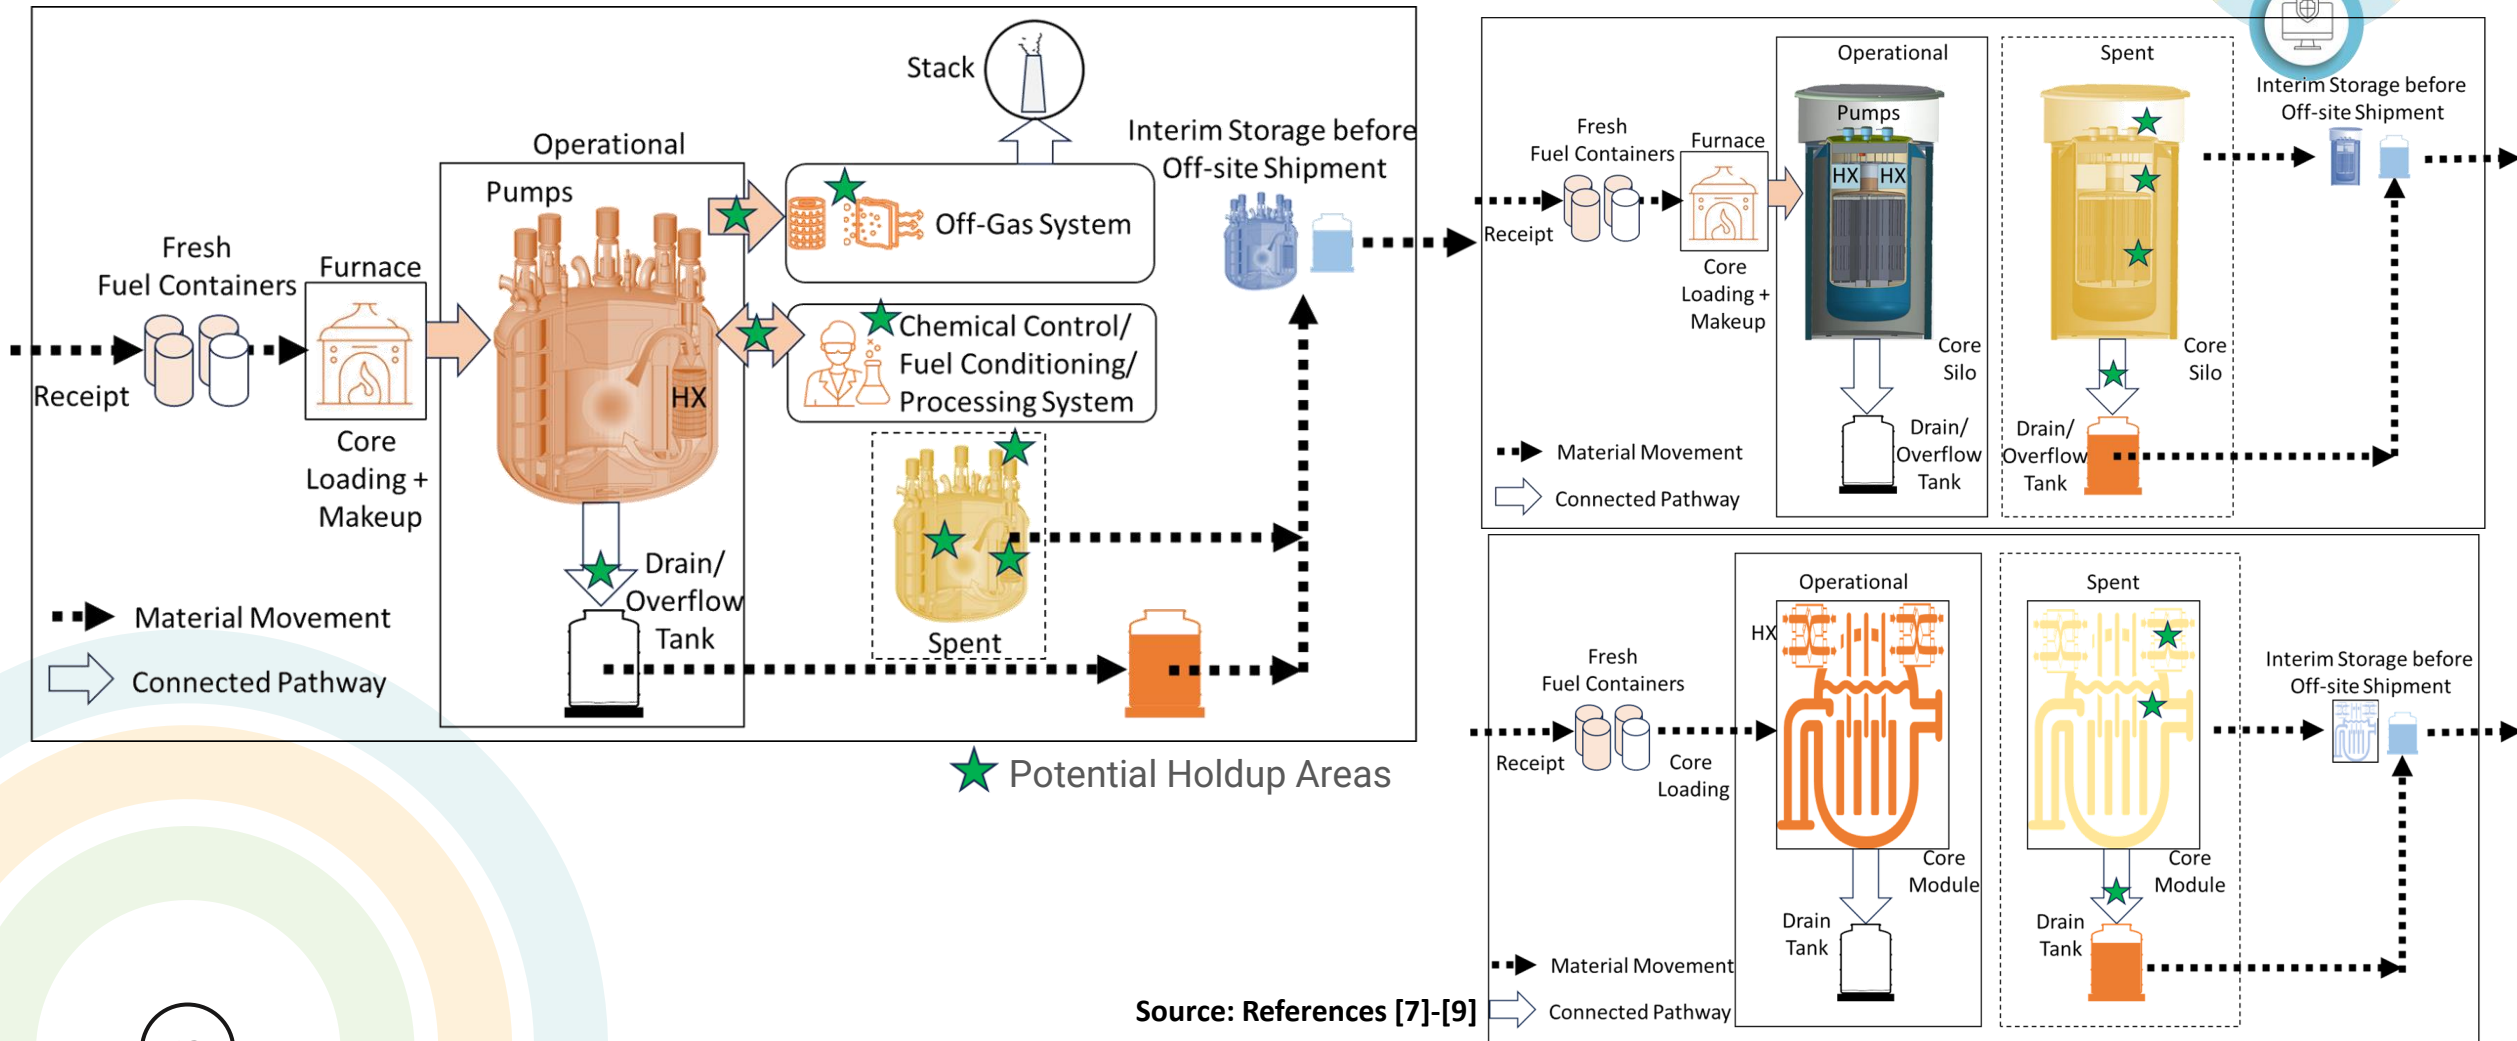 Stack
Operational
Pumps
Interim Storage before
Off-site Shipment
Off-Gas System
Fresh
Fuel Containers
Furnace
Receipt
HX
Chemical Control/
Fuel Conditioning/
Processing System
Core
Loading +
Makeup
Drain/
Overflow
Tank
Spent
Material Movement
Connected Pathway
Potential Holdup Areas
Operational
Spent
Pumps
HX
HX
Interim Storage before
Off-site Shipment
Fresh
Fuel Containers
Furnace
Receipt
Core
Loading +
Makeup
Core
Silo
Core
Silo
Drain/
Overflow
Tank
Drain/
Overflow
Tank
Material Movement
Connected Pathway
Operational
Spent
HX
Fresh
Fuel Containers
Receipt
Core
Loading
Interim Storage before
Off-site Shipment
Core
Module
Core
Module
Drain
Tank
Drain
Tank
Material Movement
Connected Pathway
Source: References [7]-[9]